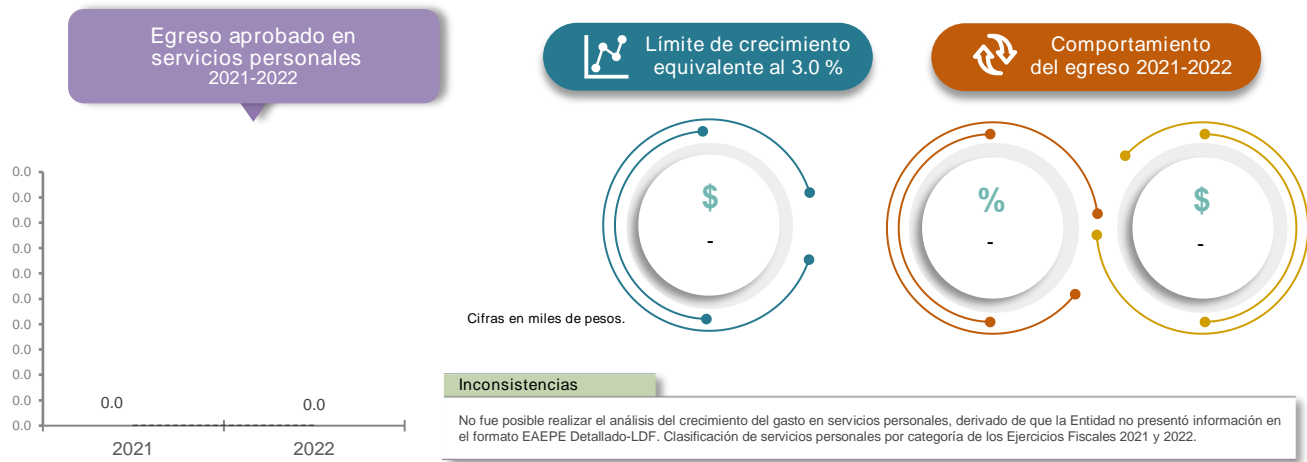 Egreso aprobado en
servicios personales
2021-2022
Límite de crecimiento
equivalente al 3.0 %
Comportamiento
del egreso 2021-2022
0.0
0.0
0.0
0.0
0.0
0.0
0.0
0.0
0.0
0.0
0.0
0.0
0.0
2021
2022
$
-
%
-
$
-
Cifras en miles de pesos.
Inconsistencias
No fue posible realizar el análisis del crecimiento del gasto en servicios personales, derivado de que la Entidad no presentó información en
el formato EAEPE Detallado-LDF. Clasificación de servicios personales por categoría de los Ejercicios Fiscales 2021 y 2022.